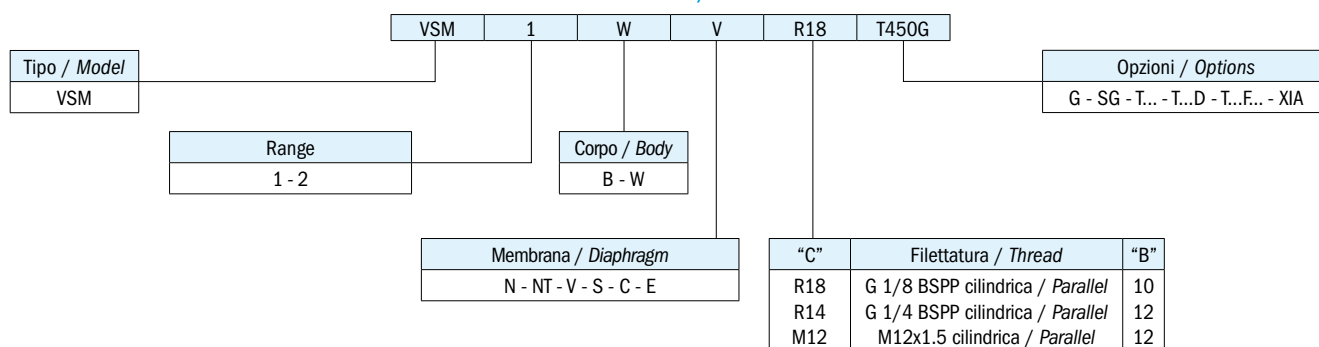 VSM 1 W V R18 T450G
Tipo / Model
VSM
Opzioni / Options
G - SG - T... - T...D - T...F... - XIA
Range
1 - 2
Corpo / Body
B - W
Membrana / Diaphragm
N - NT - V - S - C - E
“C” Filettatura / Thread “B”
R18 G 1/8 BSPP cilindrica / Parallel 10
R14 G 1/4 BSPP cilindrica / Parallel 12
M12 M12x1.5 cilindrica / Parallel 12